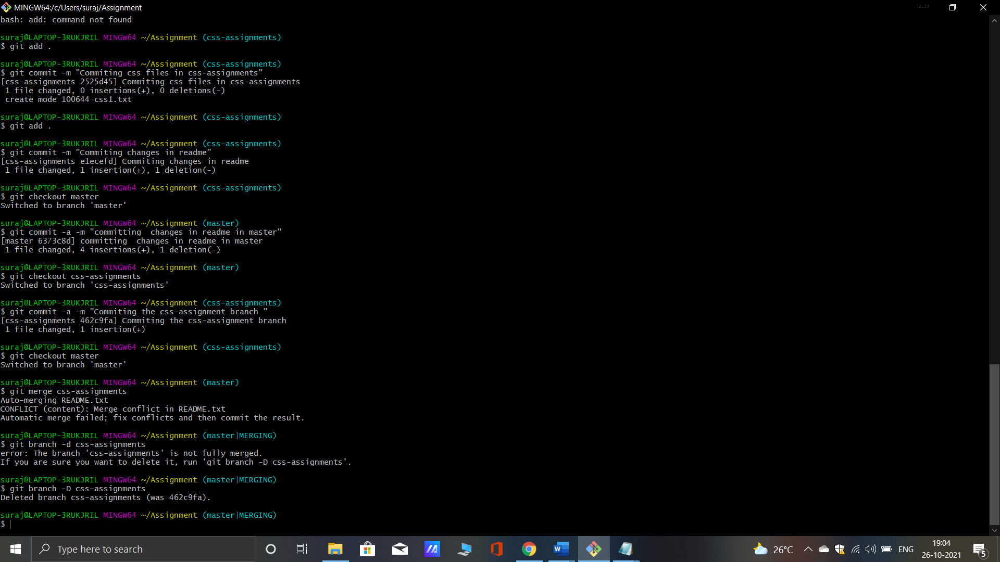 MINGW64:/c/Users/suraj/Assignment
bash: add: command not found
suraj@LAPTOP-3RUKJRIL MINGW64 ~/Assignment (css-assignments)
$ git add .
suraj@LAPTOP-3RUKJRIL MINGW64 ~/Assignment (css-assignments)
$ git commit -m "Commiting css files in css-assignments"
[css-assignments 2525d45] Commiting css files in css-assignments
 1 file changed, 0 insertions(+), 0 deletions(-)
 create mode 100644 css1.txt
suraj@LAPTOP-3RUKJRIL MINGW64 ~/Assignment (css-assignments)
$ git add .
suraj@LAPTOP-3RUKJRIL MINGW64 ~/Assignment (css-assignments)
$ git commit -m "Commiting changes in readme"
[css-assignments e1ecefd] Commiting changes in readme
 1 file changed, 1 insertion(+), 1 deletion(-)
suraj@LAPTOP-3RUKJRIL MINGW64 ~/Assignment (css-assignments)
$ git checkout master
Switched to branch 'master'
suraj@LAPTOP-3RUKJRIL MINGW64 ~/Assignment (master)
$ git commit -a -m "committing  changes in readme in master"
[master 6373c8d] committing  changes in readme in master
 1 file changed, 4 insertions(+), 1 deletion(-)
suraj@LAPTOP-3RUKJRIL MINGW64 ~/Assignment (master)
$ git checkout css-assignments
Switched to branch 'css-assignments'
suraj@LAPTOP-3RUKJRIL MINGW64 ~/Assignment (css-assignments)
$ git commit -a -m "Commiting the css-assignment branch "
[css-assignments 462c9fa] Commiting the css-assignment branch
 1 file changed, 1 insertion(+)
suraj@LAPTOP-3RUKJRIL MINGW64 ~/Assignment (css-assignments)
$ git checkout master
Switched to branch 'master'
suraj@LAPTOP-3RUKJRIL MINGW64 ~/Assignment (master)
$ git merge css-assignments
Auto-merging README.txt
CONFLICT (content): Merge conflict in README.txt
Automatic merge failed; fix conflicts and then commit the result.
suraj@LAPTOP-3RUKJRIL MINGW64 ~/Assignment (master|MERGING)
$ git branch -d css-assignments
error: The branch 'css-assignments' is not fully merged.
If you are sure you want to delete it, run 'git branch -D css-assignments'.
suraj@LAPTOP-3RUKJRIL MINGW64 ~/Assignment (master|MERGING)
$ git branch -D css-assignments
Deleted branch css-assignments (was 462c9fa).
suraj@LAPTOP-3RUKJRIL MINGW64 ~/Assignment (master|MERGING)
$
Type here to search
26°C
ENG
19:04
26-10-2021
5